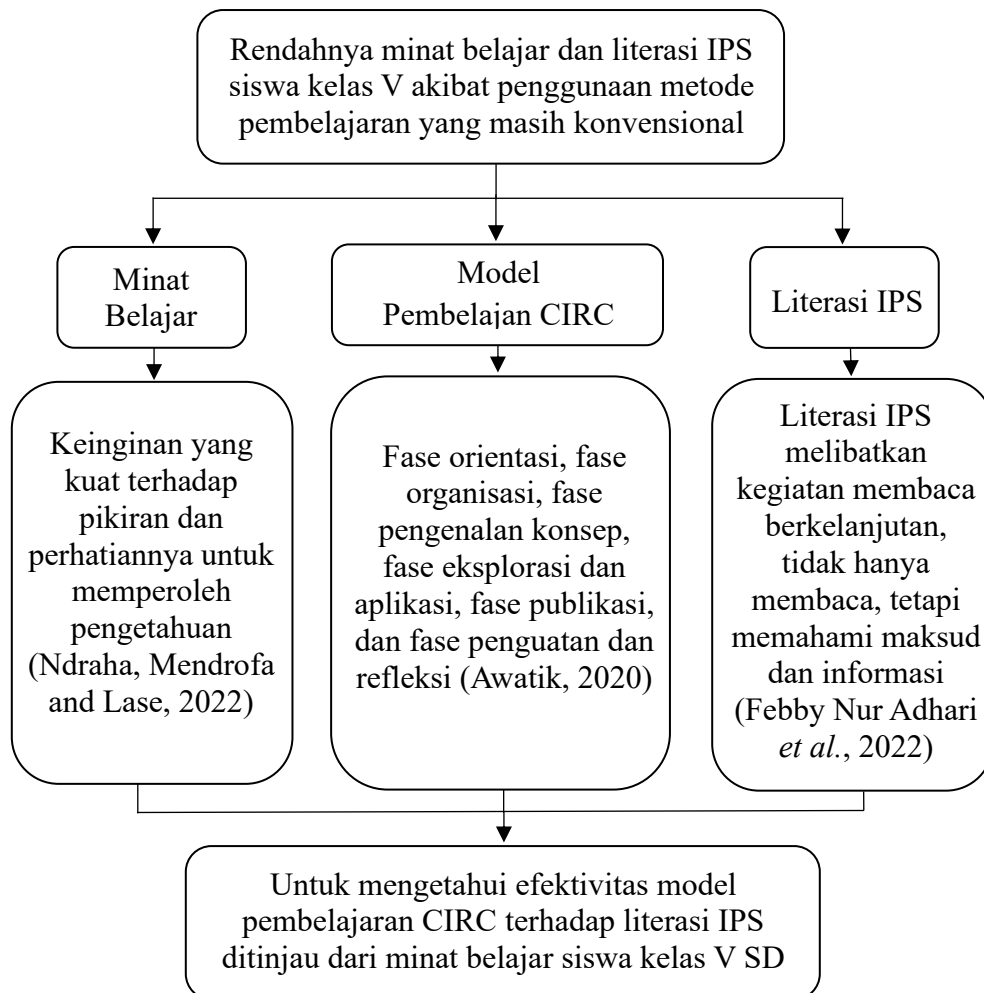 Rendahnya minat belajar dan literasi IPS
siswa kelas V akibat penggunaan metode
pembelajaran yang masih konvensional
Minat
Belajar
Model
Pembelajan CIRC
Literasi IPS
Keinginan yang
kuat terhadap
pikiran dan
perhatiannya untuk
memperoleh
pengetahuan
(Ndraha, Mendrofa
and Lase, 2022)
Fase orientasi, fase
organisasi, fase
pengenalan konsep,
fase eksplorasi dan
aplikasi, fase publikasi,
dan fase penguatan dan
refleksi (Awatik, 2020)
Literasi IPS
melibatkan
kegiatan membaca
berkelanjutan,
tidak hanya
membaca, tetapi
memahami maksud
dan informasi
(Febby Nur Adhari
et al., 2022)
Untuk mengetahui efektivitas model
pembelajaran CIRC terhadap literasi IPS
ditinjau dari minat belajar siswa kelas V SD